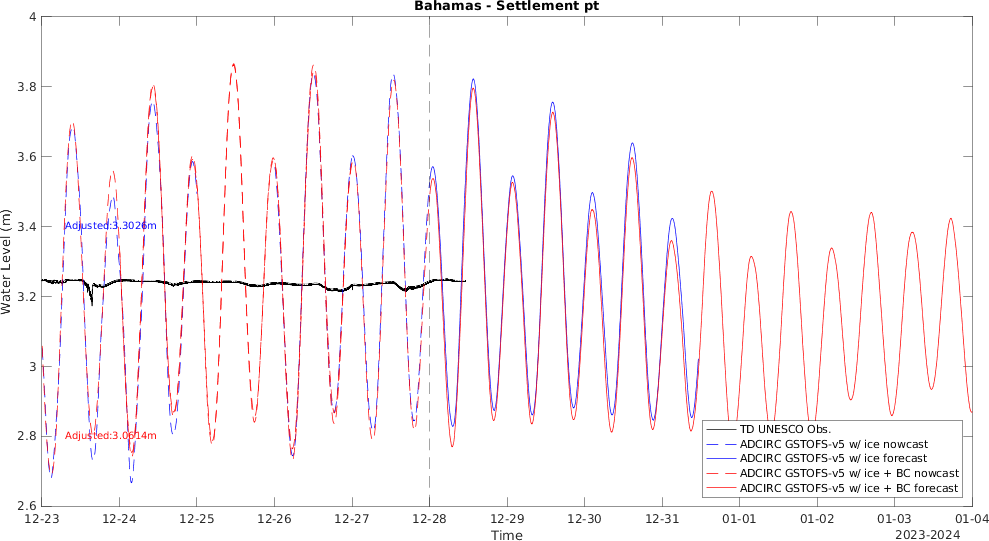 Bahamas - Settlement pt
Water Level (m)
4
3.8
3.6
3.4
3.2
3
2.8
2.6
Adjusted:3.3026m
Adjusted:3.0614m
TD UNESCO Obs.
ADCIRC GSTOFS-v5 w/ ice nowcast
ADCIRC GSTOFS-v5 w/ ice forecast
ADCIRC GSTOFS-v5 w/ ice + BC nowcast
ADCIRC GSTOFS-v5 w/ ice + BC forecast
12-23 12-24 12-25 12-26 12-27 12-28 12-29 12-30 12-31 01-01 01-02 01-03 01-04
Time
2023-2024